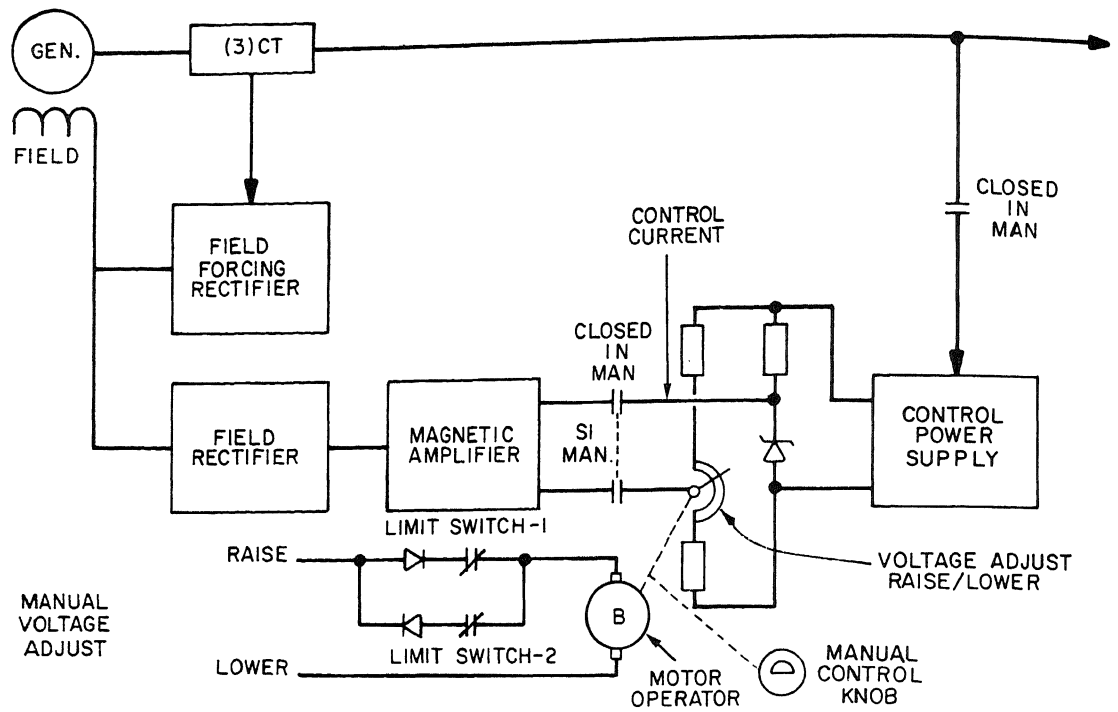 GEN.
(3)CT
FIELD
CLOSED
IN
MAN
CONTROL
CURRENT
FIELD
FORCING
RECTIFIER
CLOSED
IN
MAN
FIELD
RECTIFIER
MAGNETIC
AMPLIFIER
SI
MAN.
CONTROL
POWER
SUPPLY
LIMIT SWITCH-1
RAISE
VOLTAGE ADJUST
RAISE/LOWER
MANUAL
VOLTAGE
ADJUST
B
LIMIT SWITCH-2
LOWER
MOTOR
OPERATOR
MANUAL
CONTROL
KNOB